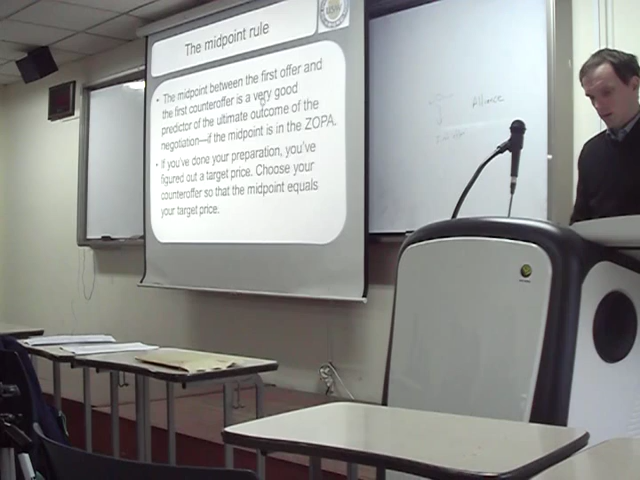 The midpoint rule
• The midpoint between the first offer and
the first counteroffer is a very good
predictor of the ultimate outcome of the
negotiation—if the midpoint is in the ZOPA.
• If you've done your preparation, you've
figured out a target price. Choose your
counteroffer so that the midpoint equals
your target price.
Alliance